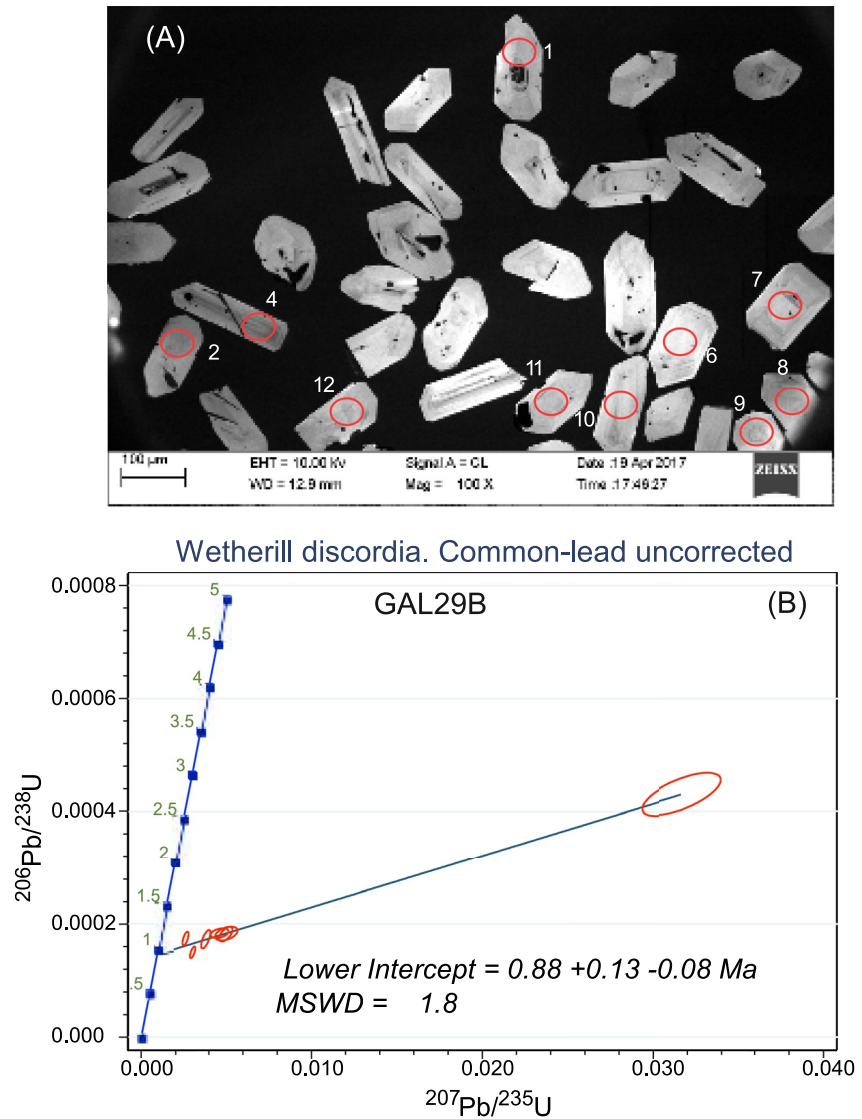 (A)
1
7
4
2
6
11
8
12
10
9
100 µm
EHT = 10.00 kV Signal A = CL Date :19 Apr 2017
WD = 12.9 mm Mag = 100 X Time :17:46:27
ZEISS
Wetherill discordia. Common-lead uncorrected
0.0008
5
GAL29B
(B)
4.5
0.0006
4
3.5
3
0.0004
2.5
2
1.5
0.0002
1
.5
0.000
Lower Intercept = 0.88 +0.13 -0.08 Ma
MSWD = 1.8
206Pb/238U
0.000 0.010 0.020 0.030 0.040
207Pb/235U